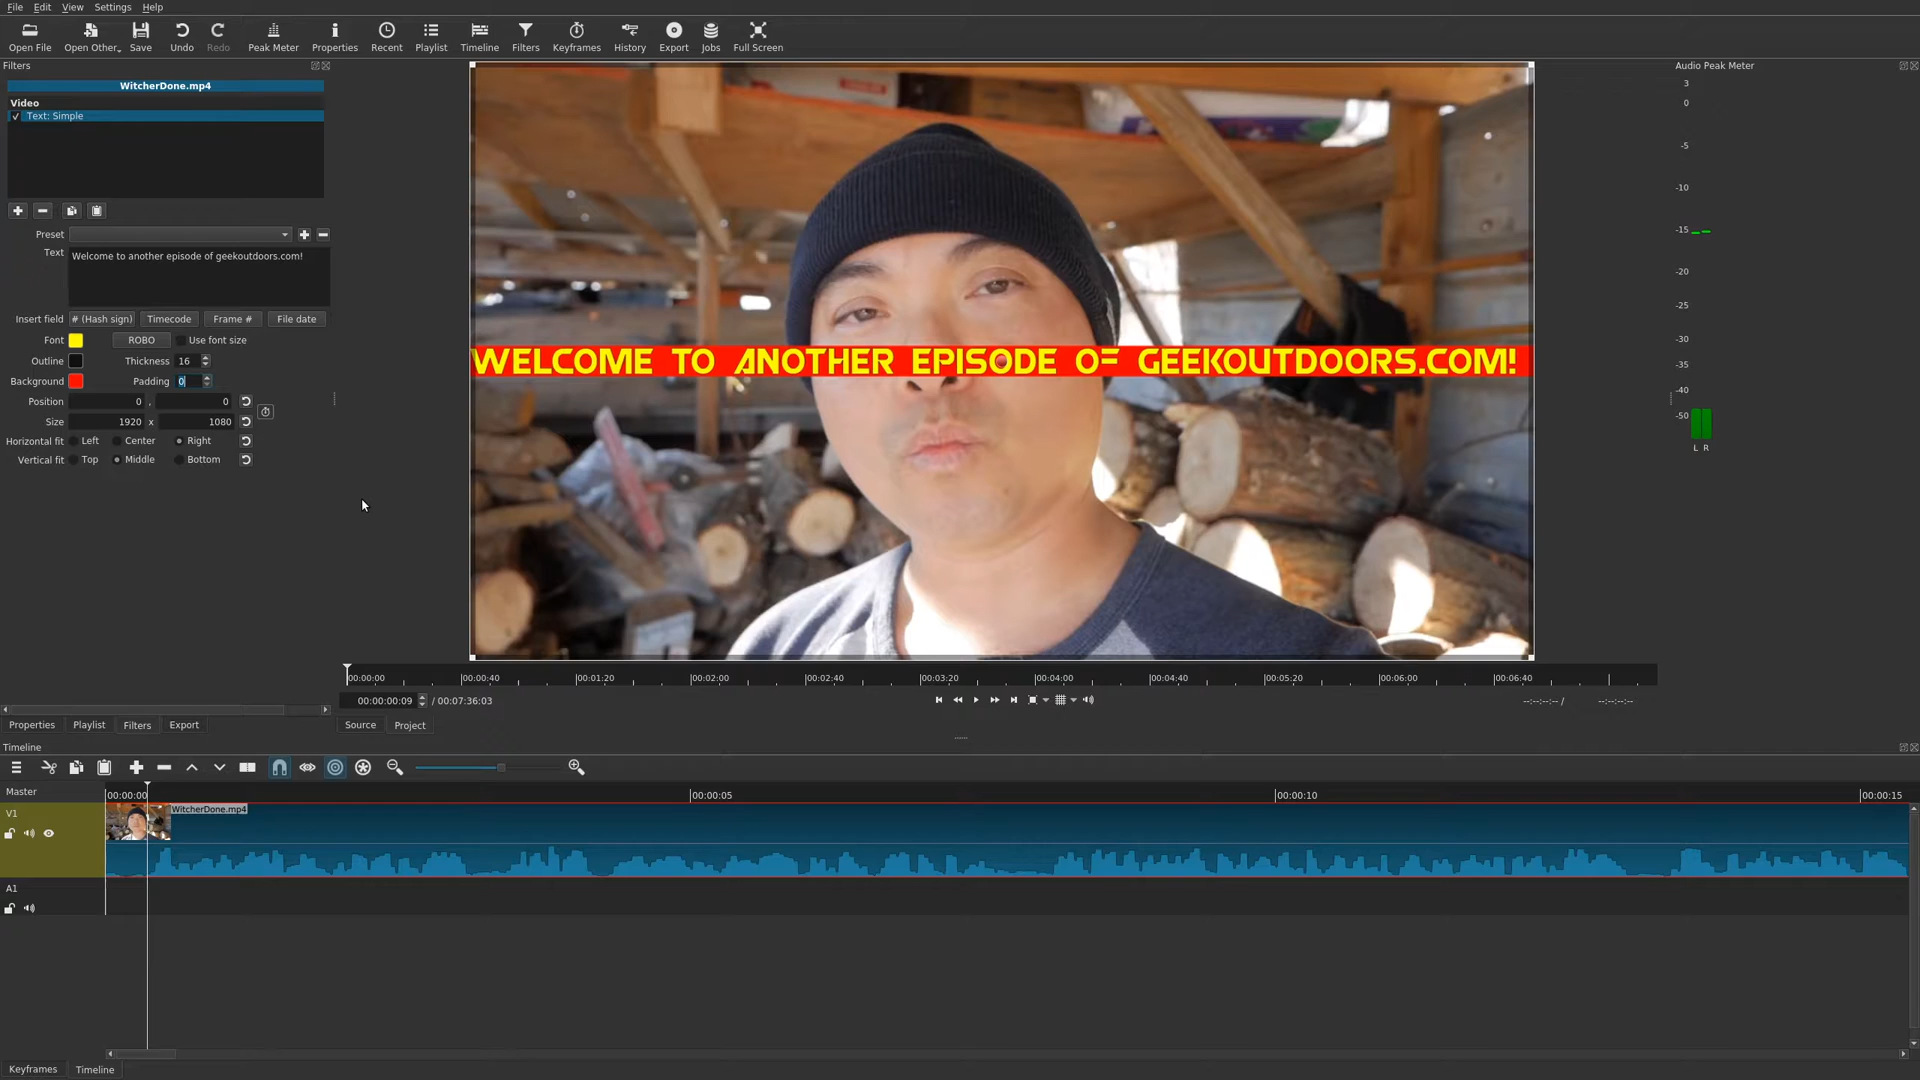 File Edit View Settings Help
Open File Open Other... Save Undo Redo Peak Meter Properties Recent Playlist Timeline Filters Keyframes History Export Jobs Full Screen
Filters
WitcherDone.mp4
Video
Text: Simple
Preset
Text Welcome to another episode of geekoutdoors.com!
Insert field # (Hash sign) Timecode Frame # File date
Font ROBO Use font size
Outline Thickness 16
Background Padding 0
Position 0 , 0
Size 1920 x 1080
Horizontal fit Left Center Right
Vertical fit Top Middle Bottom
WELCOME TO ANOTHER EPISODE OF GEEKOUTDOORS.COM!
Audio Peak Meter
3
0
-5
-10
-15
-20
-25
-30
-35
-40
-50
L R
00:00:00 00:00:40 00:01:20 00:02:00 00:02:40 00:03:20 00:04:00 00:04:40 00:05:20 00:06:00 00:06:40
00:00:00:09 / 00:07:36:03 --:--:--:-- / --:--:--:--
Properties Playlist Filters Export Source Project
Timeline
Master 00:00:00 00:00:05 00:00:10 00:00:15
V1 WitcherDone.mp4
A1
Keyframes Timeline